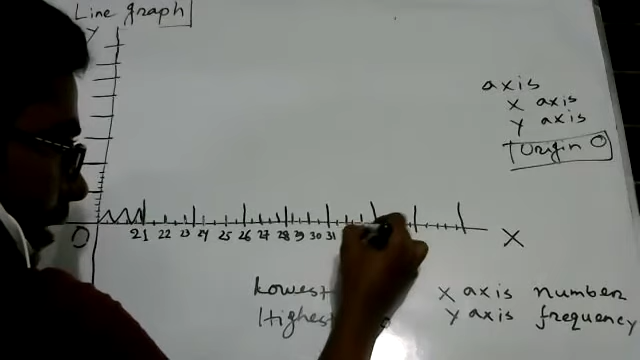 Line graph
Y
axis
X axis
Y axis
Origin O
O
21 22 23 24 25 26 27 28 29 30 31
X
Lowest
Highest
X axis number
Y axis frequency